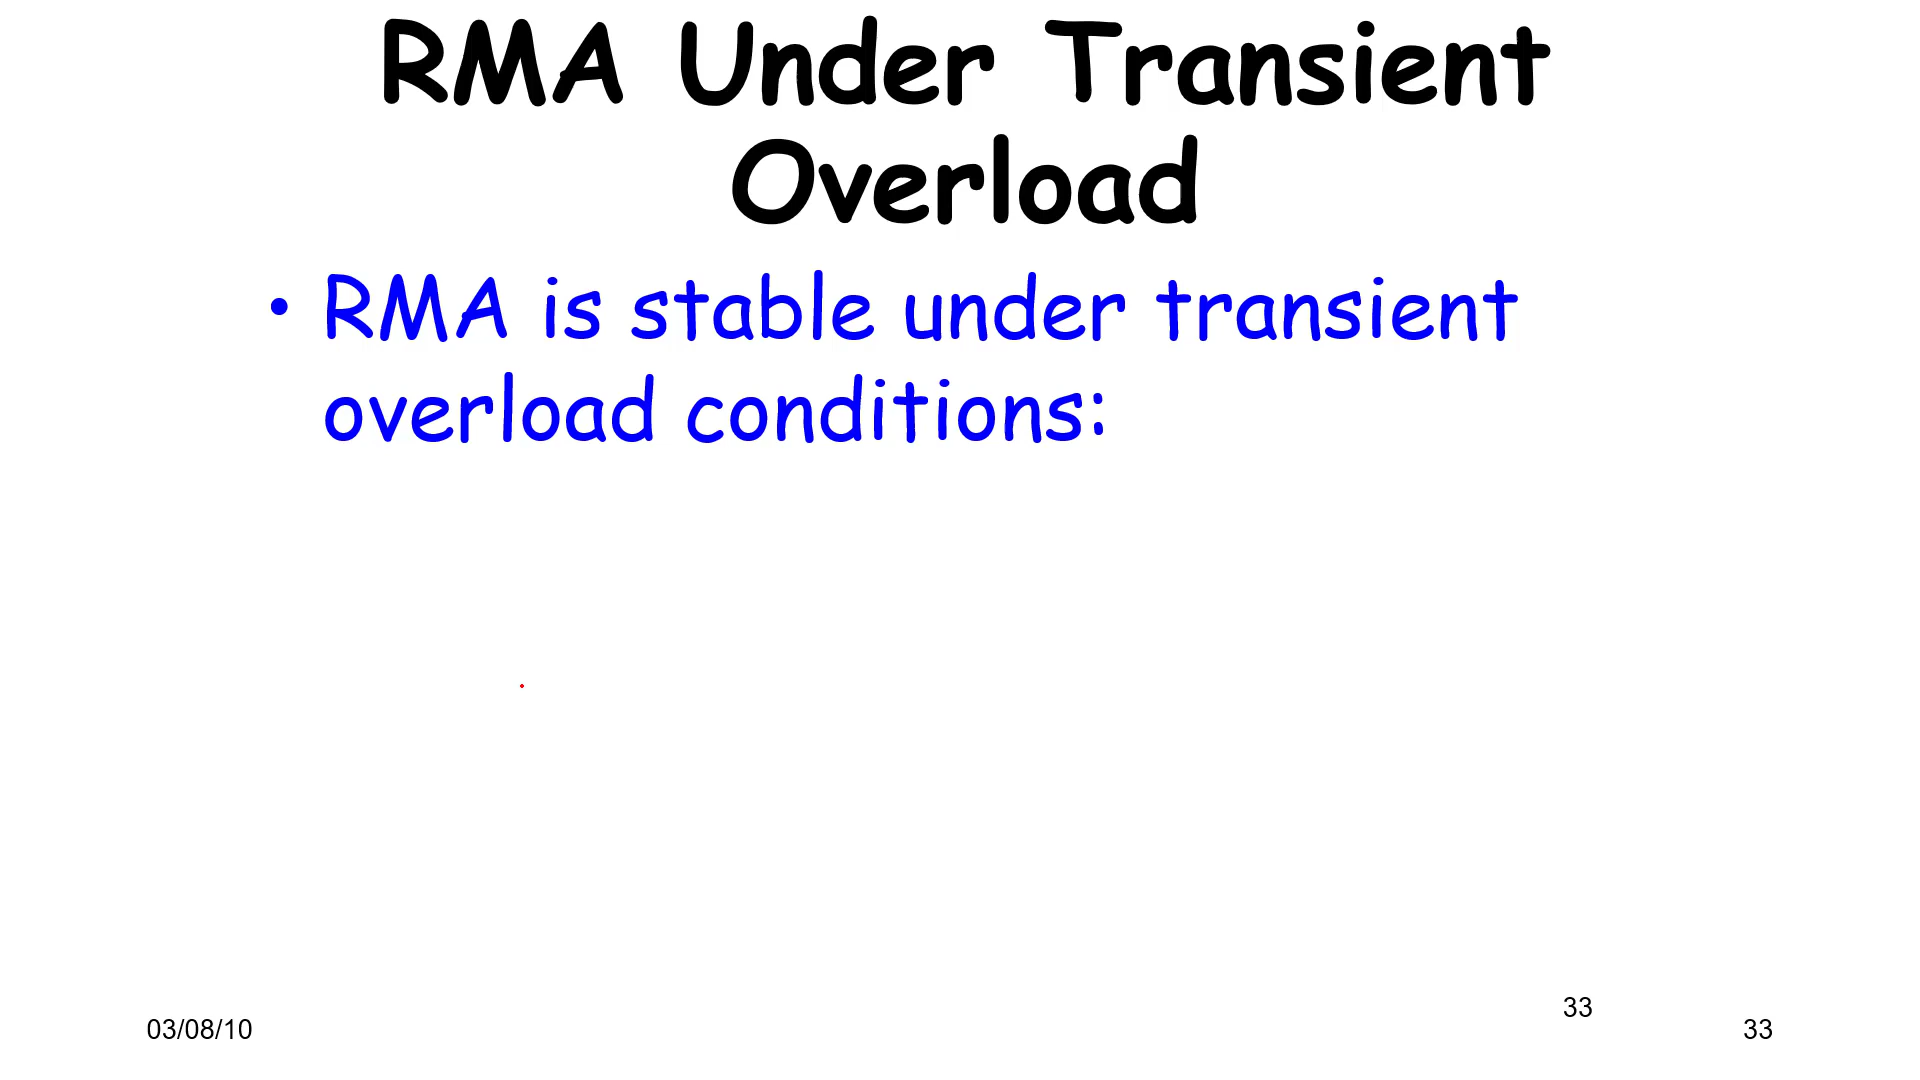 RMA Under Transient
Overload
• RMA is stable under transient
overload conditions:
33
03/08/10
33